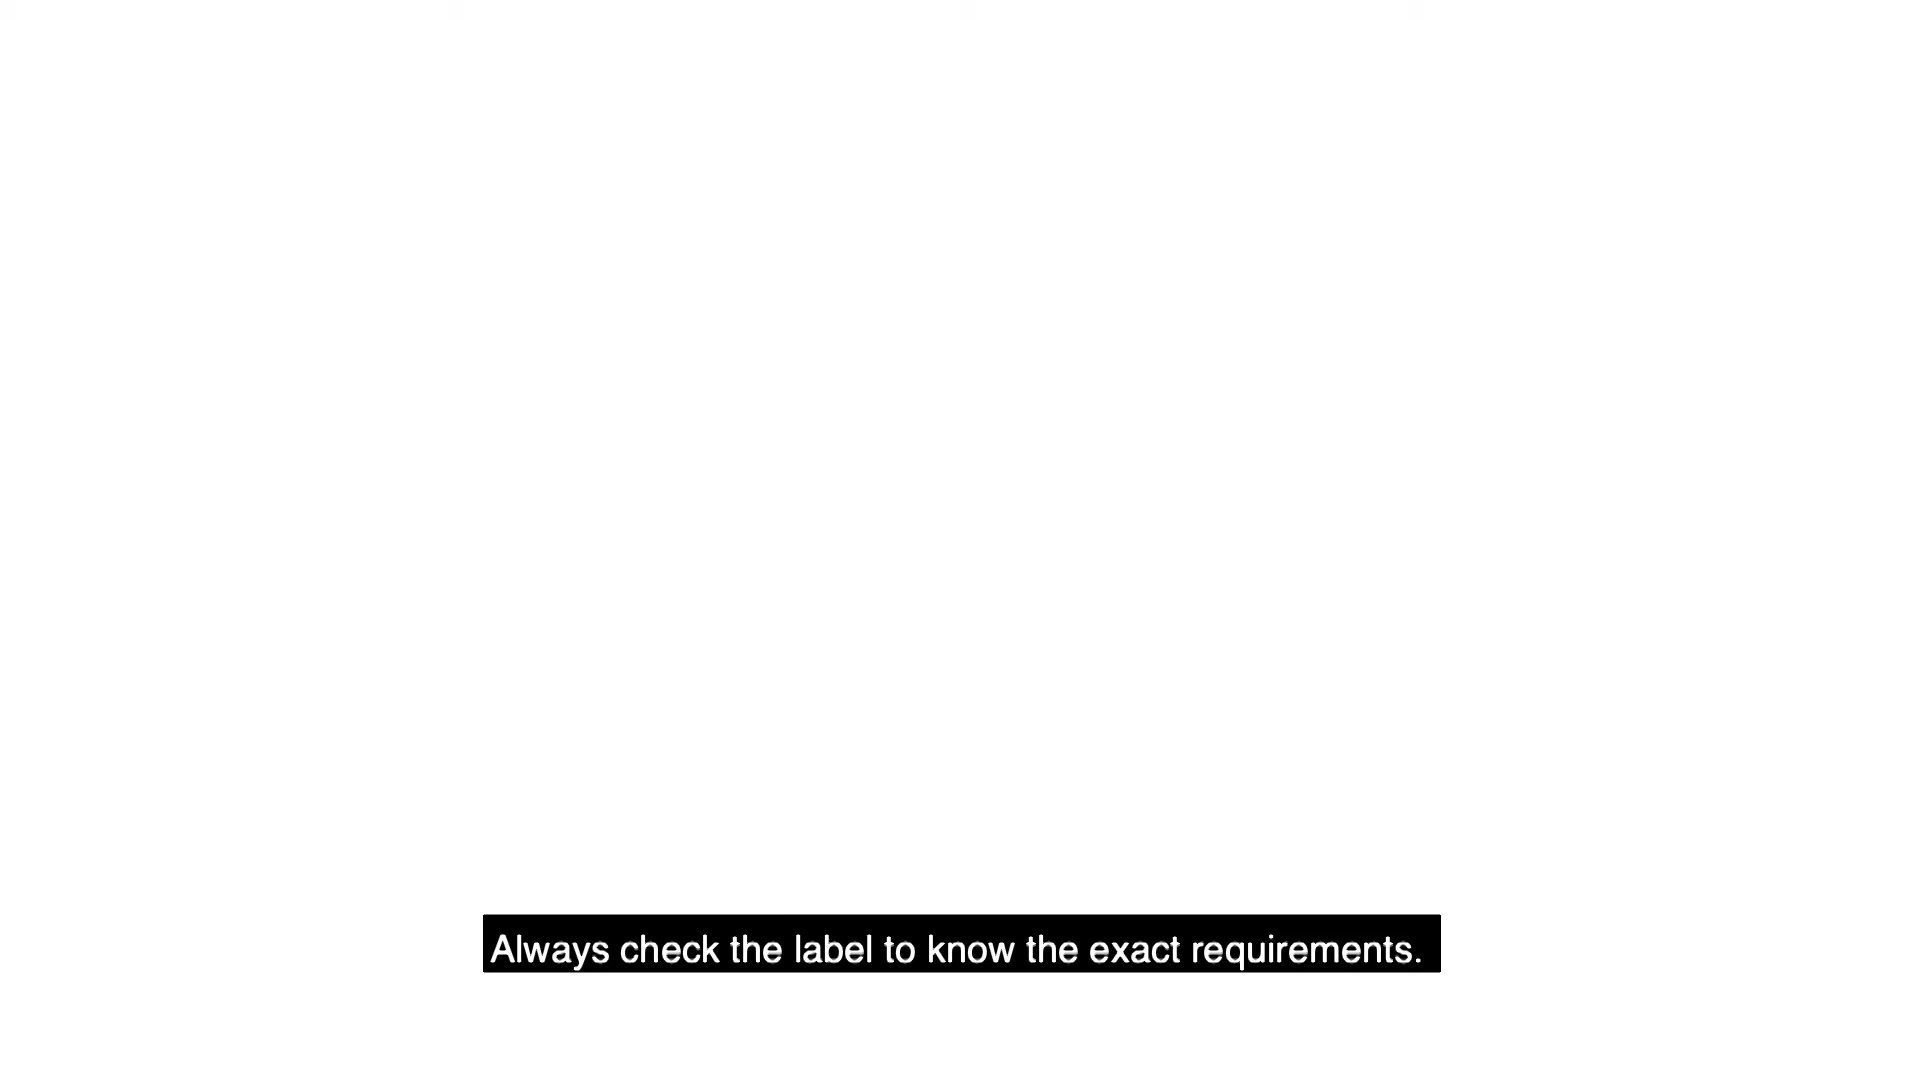 Always check the label to know the exact requirements.